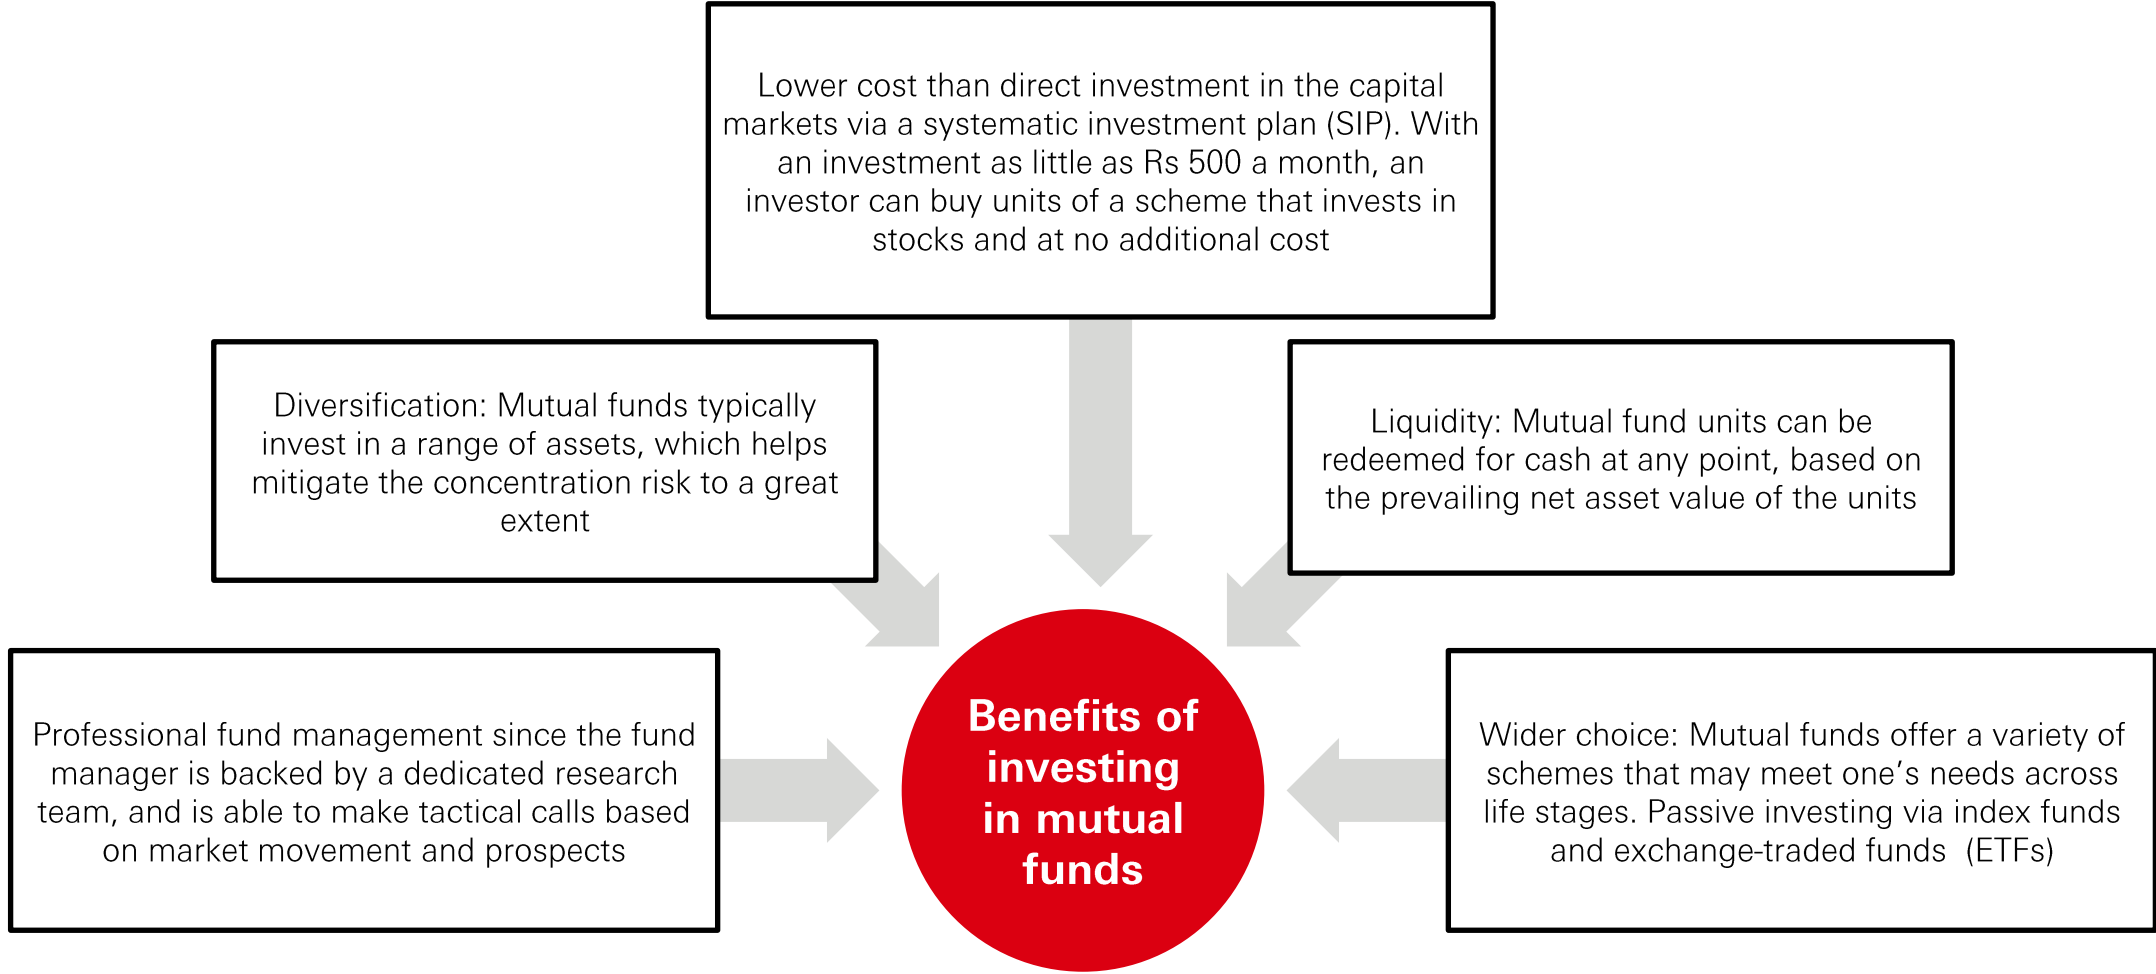 Lower cost than direct investment in the capital
markets via a systematic investment plan (SIP). With
an investment as little as Rs 500 a month, an
investor can buy units of a scheme that invests in
stocks and at no additional cost
Diversification: Mutual funds typically
invest in a range of assets, which helps
mitigate the concentration risk to a great
extent
Liquidity: Mutual fund units can be
redeemed for cash at any point, based on
the prevailing net asset value of the units
Professional fund management since the fund
manager is backed by a dedicated research
team, and is able to make tactical calls based
on market movement and prospects
Benefits of
investing
in mutual
funds
Wider choice: Mutual funds offer a variety of
schemes that may meet one’s needs across
life stages. Passive investing via index funds
and exchange-traded funds  (ETFs)